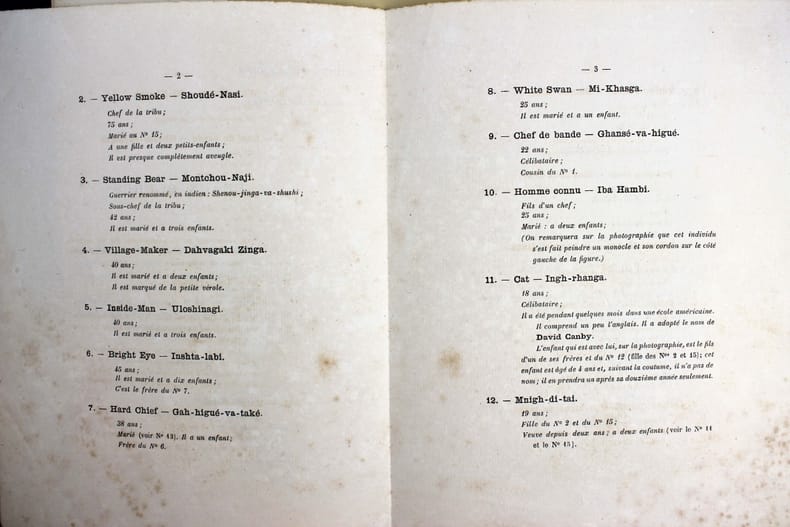 — 2 —
2. — Yellow Smoke — Shoudé-Nasi.
Chef de la tribu;
75 ans;
Marié au Nº 15;
A une fille et deux petits-enfants;
Il est presque complètement aveugle.
3. — Standing Bear — Montchou-Naji.
Guerrier renommé, en indien : Shenou-jinga-va-shushi;
Sous-chef de la tribu;
42 ans;
Il est marié et a trois enfants.
4. — Village-Maker — Dahvagaki Zinga.
40 ans;
Il est marié et a deux enfants;
Il est marqué de la petite vérole.
5. — Inside-Man — Uloshinagi.
40 ans;
Il est marié et a trois enfants.
6. — Bright Eye — Inshta-labi.
45 ans;
Il est marié et a dix enfants;
C'est le frère du Nº 7.
7. — Hard Chief — Gah-higué-va-také.
38 ans;
Marié (voir Nº 13). Il a un enfant;
Frère du Nº 6.
— 3 —
8. — White Swan — Mi-Khasga.
25 ans;
Il est marié et a un enfant.
9. — Chef de bande — Ghansé-va-higué.
22 ans;
Célibataire;
Cousin du Nº 1.
10. — Homme connu — Iba Hambi.
Fils d'un chef;
25 ans;
Marié : a deux enfants;
(On remarquera sur la photographie que cet individu
s'est fait peindre un monocle et son cordon sur le côté
gauche de la figure.)
11. — Cat — Ingh-rhanga.
18 ans;
Célibataire;
Il a été pendant quelques mois dans une école américaine.
Il comprend un peu l'anglais. Il a adopté le nom de
David Canby.
L'enfant qui est avec lui, sur la photographie, est le fils
d'un de ses frères et du Nº 12 (fille des Nºs 2 et 15); cet
enfant est âgé de 4 ans et, suivant la coutume, il n'a pas de
nom; il en prendra un après sa douzième année seulement.
12. — Mnigh-di-tai.
19 ans;
Fille du Nº 2 et du Nº 15;
Veuve depuis deux ans; a deux enfants (voir le Nº 11
et le Nº 15).